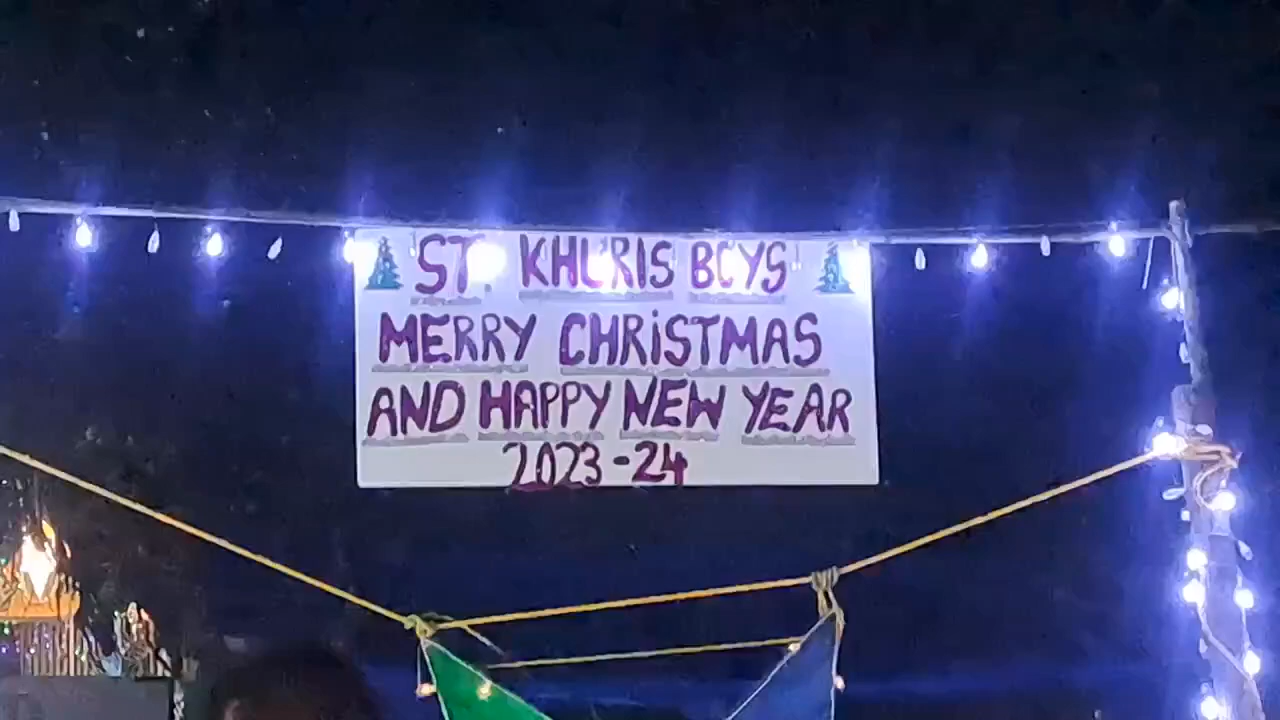 ST. KHURIS BOYS
MERRY CHRiSTMAS
AND HAPPY NEW YEAR
2023-24